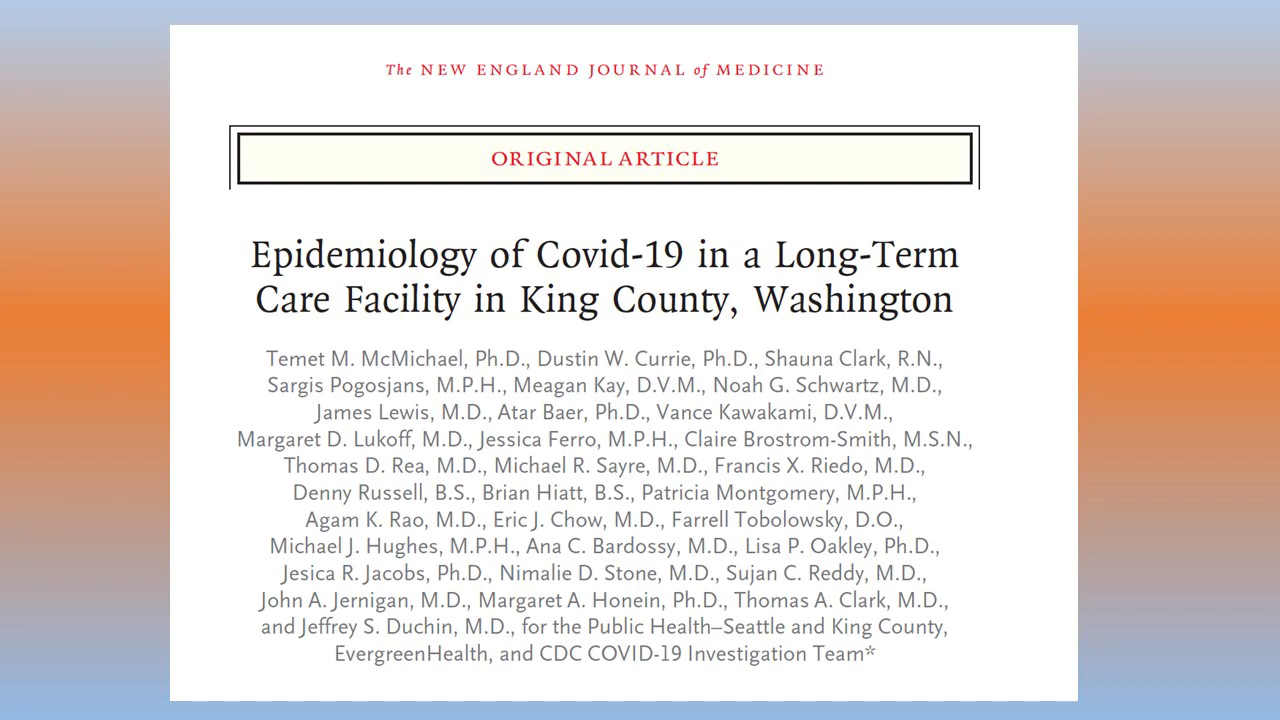 The NEW ENGLAND JOURNAL of MEDICINE
ORIGINAL ARTICLE
Epidemiology of Covid-19 in a Long-Term
Care Facility in King County, Washington
Temet M. McMichael, Ph.D., Dustin W. Currie, Ph.D., Shauna Clark, R.N.,
Sargis Pogosjans, M.P.H., Meagan Kay, D.V.M., Noah G. Schwartz, M.D.,
James Lewis, M.D., Atar Baer, Ph.D., Vance Kawakami, D.V.M.,
Margaret D. Lukoff, M.D., Jessica Ferro, M.P.H., Claire Brostrom-Smith, M.S.N.,
Thomas D. Rea, M.D., Michael R. Sayre, M.D., Francis X. Riedo, M.D.,
Denny Russell, B.S., Brian Hiatt, B.S., Patricia Montgomery, M.P.H.,
Agam K. Rao, M.D., Eric J. Chow, M.D., Farrell Tobolowsky, D.O.,
Michael J. Hughes, M.P.H., Ana C. Bardossy, M.D., Lisa P. Oakley, Ph.D.,
Jesica R. Jacobs, Ph.D., Nimalie D. Stone, M.D., Sujan C. Reddy, M.D.,
John A. Jernigan, M.D., Margaret A. Honein, Ph.D., Thomas A. Clark, M.D.,
and Jeffrey S. Duchin, M.D., for the Public Health–Seattle and King County,
EvergreenHealth, and CDC COVID-19 Investigation Team*